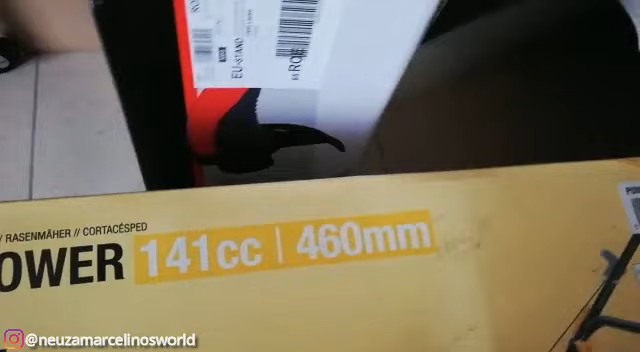 EU-STAND
/ RASENMÄHER // CORTACÉSPED
OWER 141cc | 460mm
@neuzamarcelinosworld